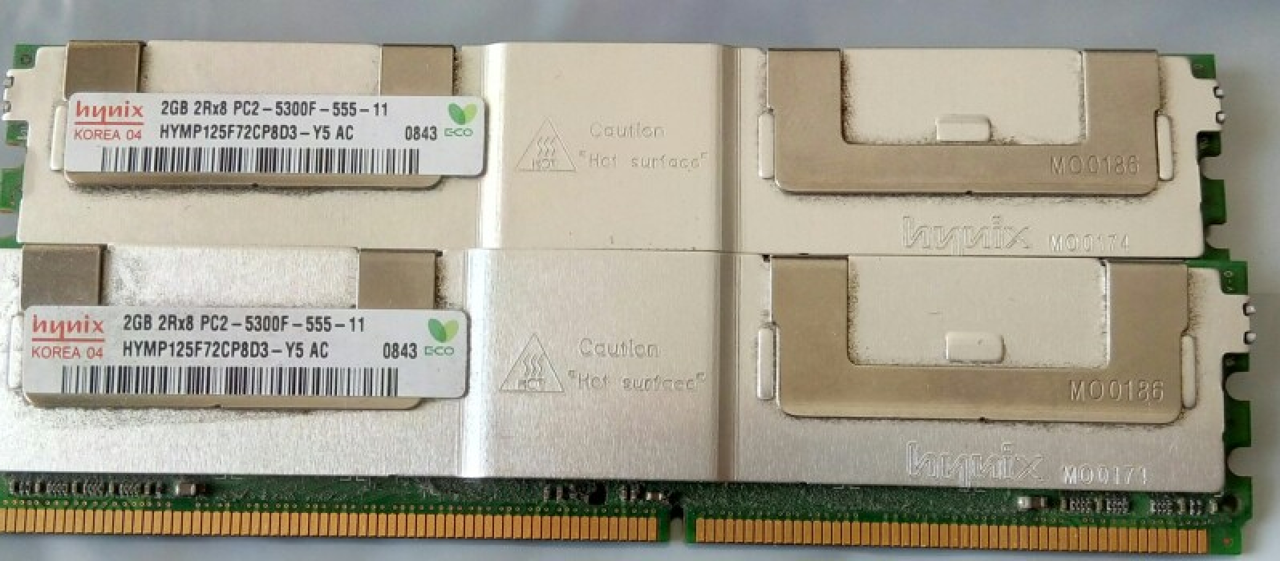 hynix
KOREA 04
2GB 2Rx8 PC2-5300F-555-11
HYMP125F72CP8D3-Y5 AC 0843
ECO
HOT
Caution
"Hot surface"
MO0186
hynix MO0174
hynix
KOREA 04
2GB 2Rx8 PC2-5300F-555-11
HYMP125F72CP8D3-Y5 AC 0843
ECO
HOT
Caution
"Hot surface"
MO0186
hynix MO0171